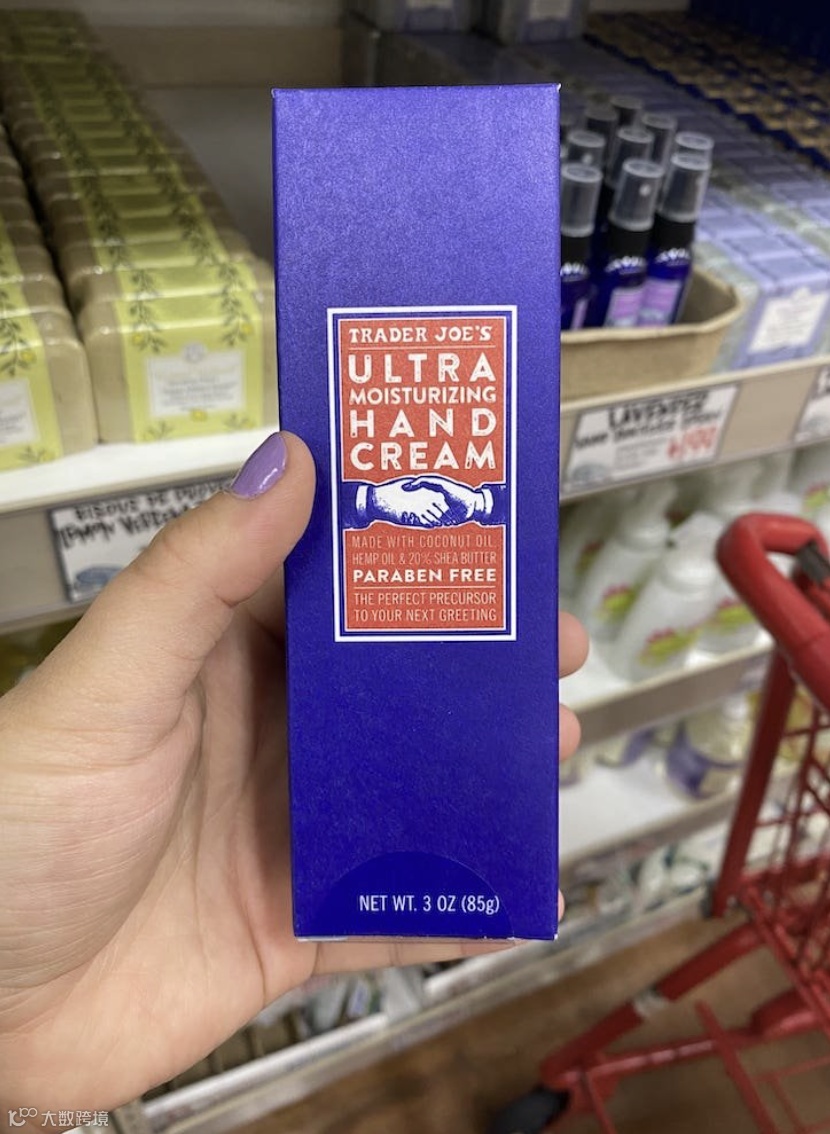 TRADER JOE'S
ULTRA
MOISTURIZING
HAND
CREAM
MADE WITH COCONUT OIL,
HEMP OIL & 20% SHEA BUTTER
PARABEN FREE
THE PERFECT PRECURSOR
TO YOUR NEXT GREETING
NET WT. 3 OZ (85g)
LAVENDER
大数跨境